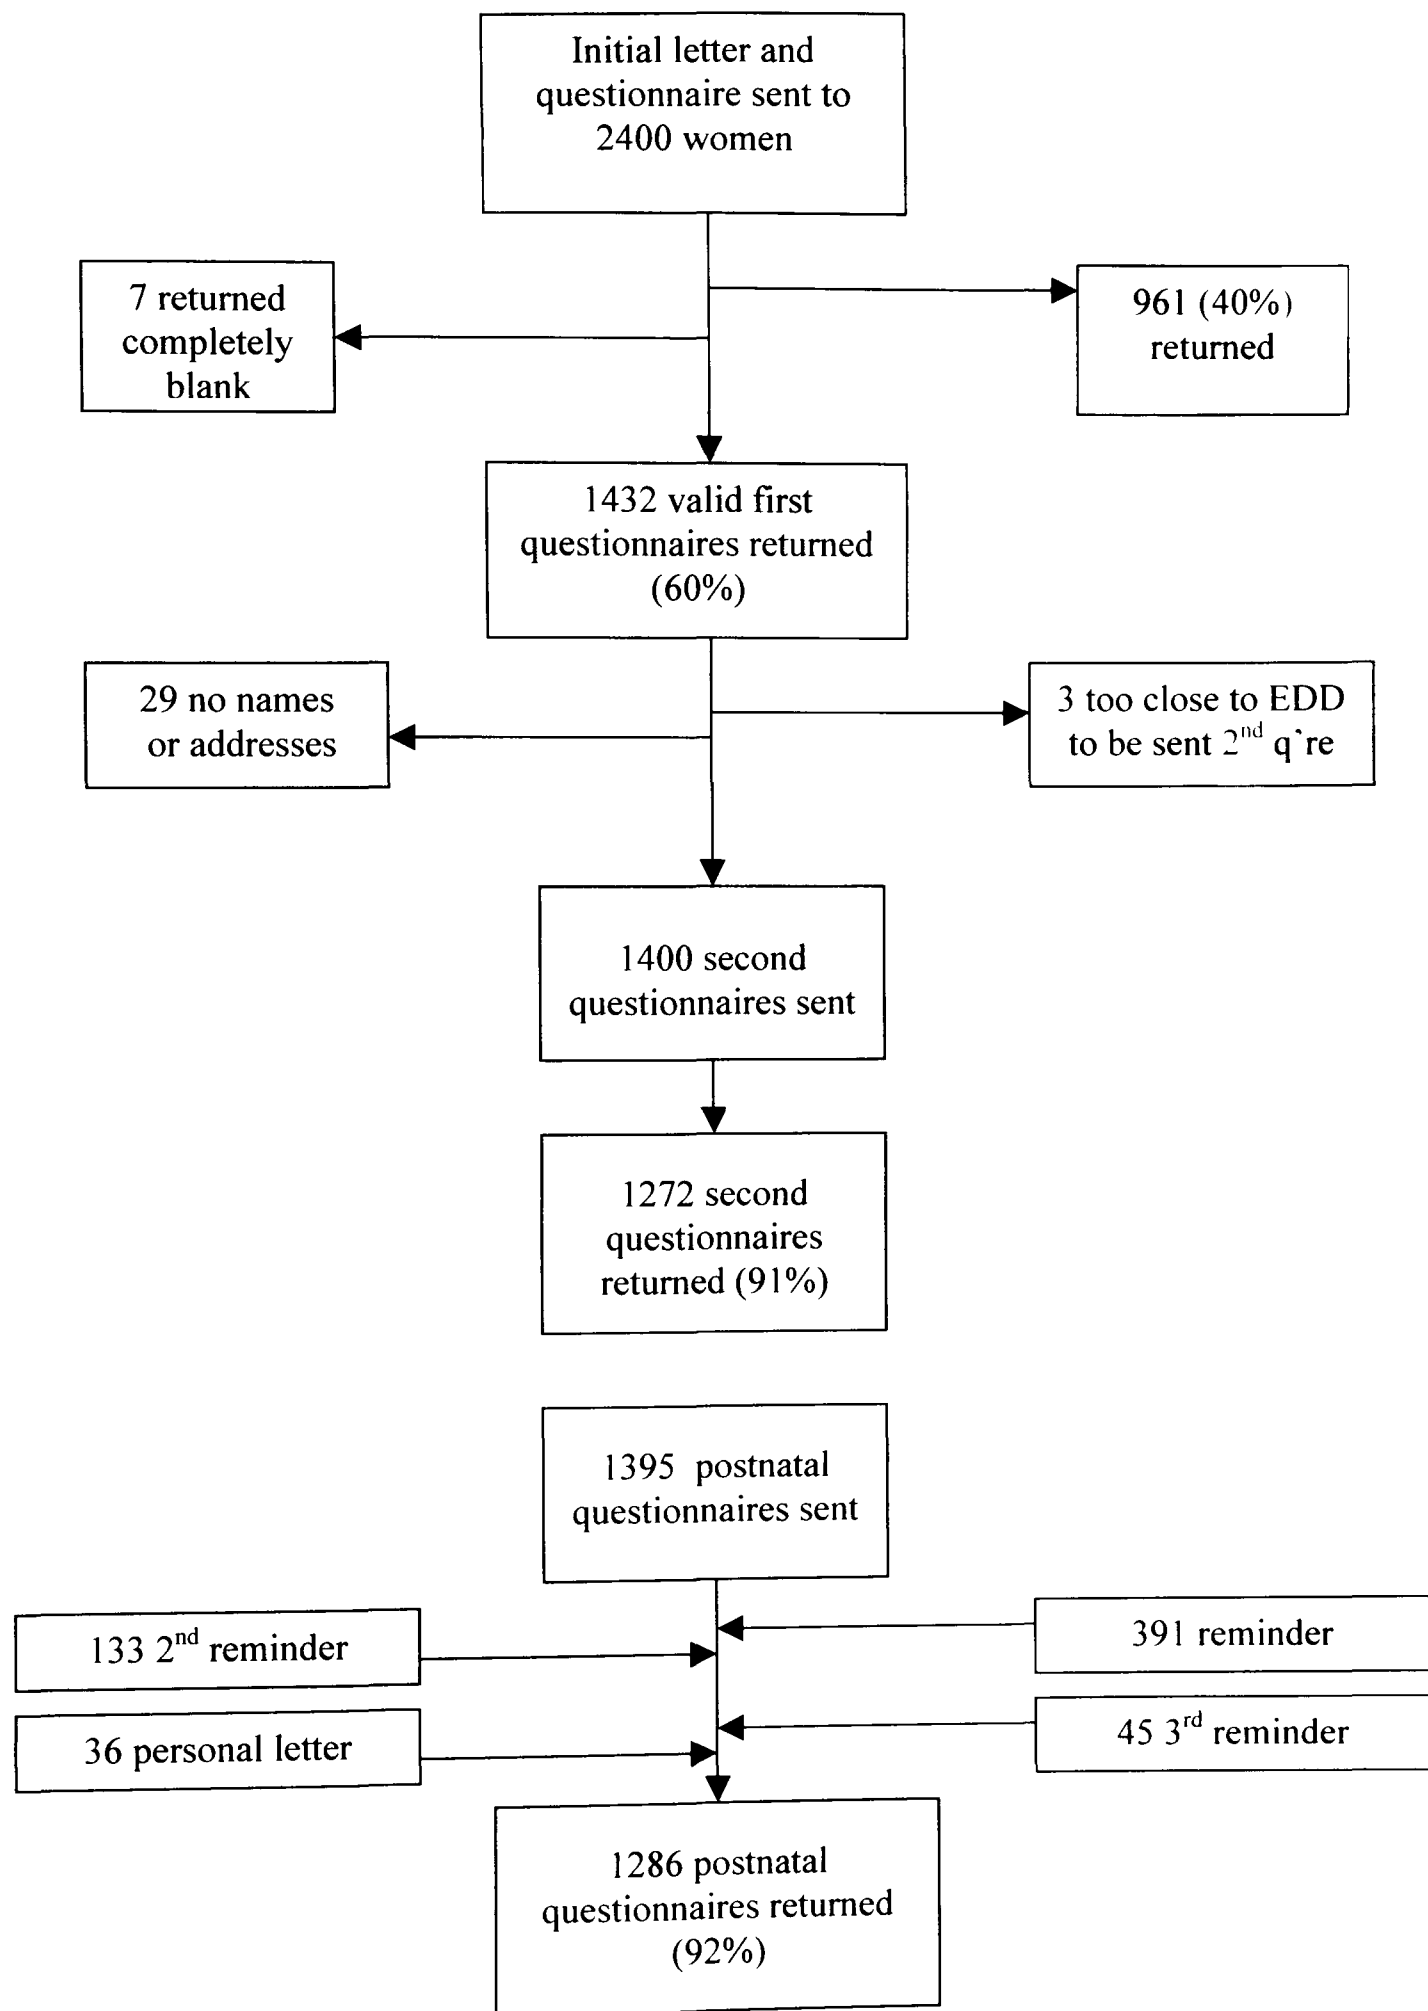 Initial letter and
questionnaire sent to
2400 women
7 returned
completely
blank
961 (40%)
returned
1432 valid first
questionnaires returned
(60%)
29 no names
or addresses
3 too close to EDD
to be sent 2nd q're
1400 second
questionnaires sent
1272 second
questionnaires
returned (91%)
1395 postnatal
questionnaires sent
391 reminder
133 2nd reminder
45 3rd reminder
36 personal letter
1286 postnatal
questionnaires returned
(92%)